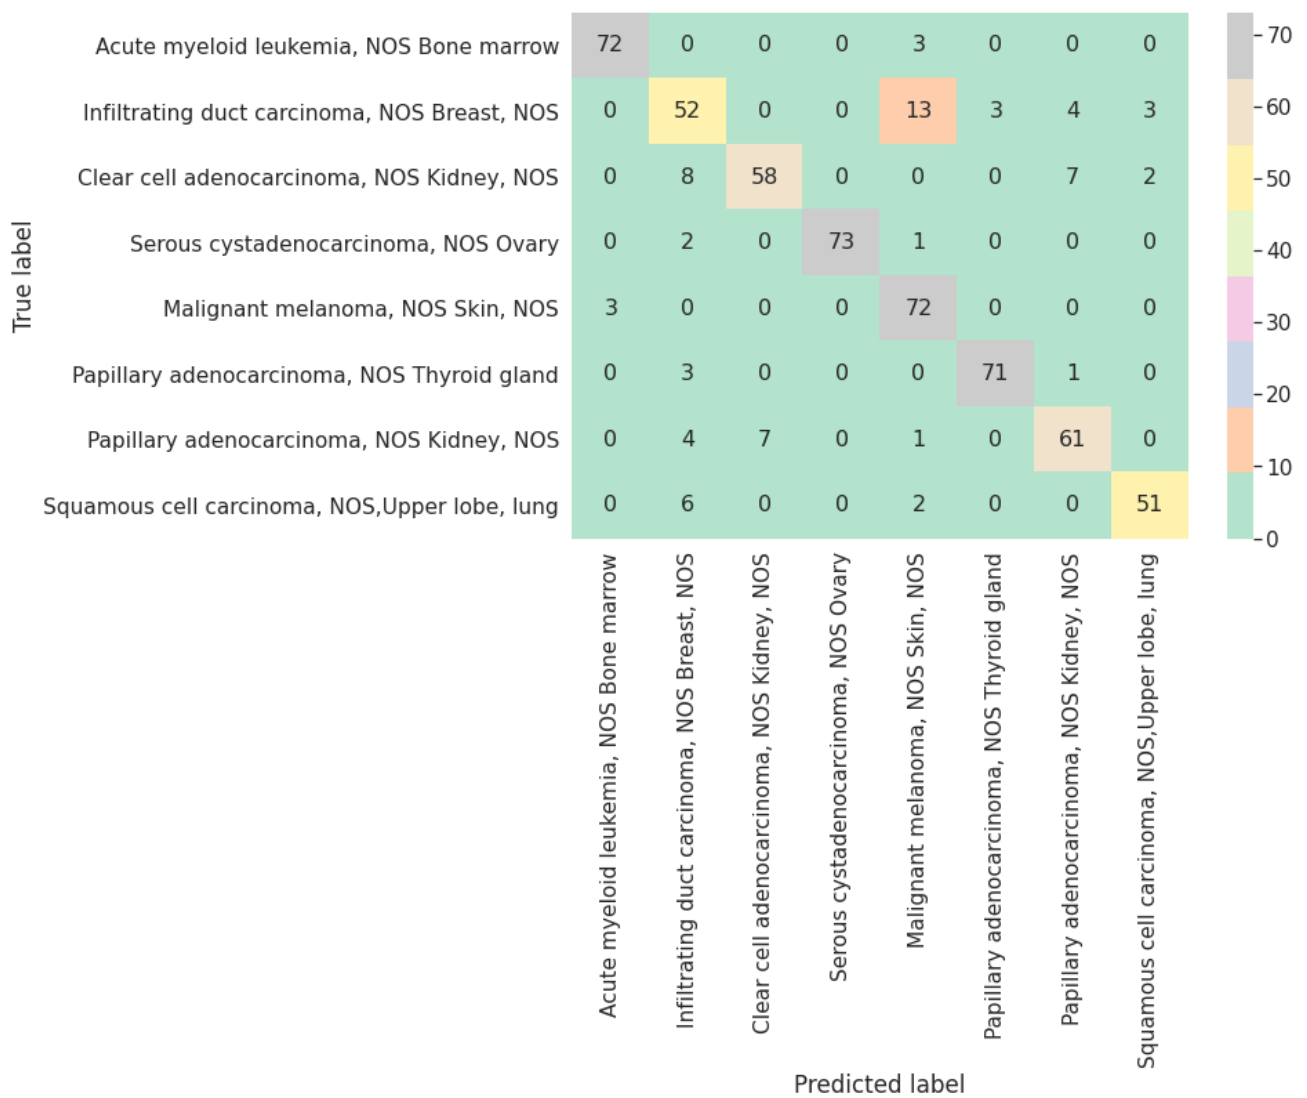 Acute myeloid leukemia, NOS Bone marrow 72 0 0 0 3 0 0 0
Infiltrating duct carcinoma, NOS Breast, NOS 0 52 0 0 13 3 4 3
Clear cell adenocarcinoma, NOS Kidney, NOS 0 8 58 0 0 0 7 2
Serous cystadenocarcinoma, NOS Ovary 0 2 0 73 1 0 0 0
Malignant melanoma, NOS Skin, NOS 3 0 0 0 72 0 0 0
Papillary adenocarcinoma, NOS Thyroid gland 0 3 0 0 0 71 1 0
Papillary adenocarcinoma, NOS Kidney, NOS 0 4 7 0 1 0 61 0
Squamous cell carcinoma, NOS,Upper lobe, lung 0 6 0 0 2 0 0 51
True label
70
60
50
40
30
20
10
0
Acute myeloid leukemia, NOS Bone marrow
Infiltrating duct carcinoma, NOS Breast, NOS
Clear cell adenocarcinoma, NOS Kidney, NOS
Serous cystadenocarcinoma, NOS Ovary
Malignant melanoma, NOS Skin, NOS
Papillary adenocarcinoma, NOS Thyroid gland
Papillary adenocarcinoma, NOS Kidney, NOS
Squamous cell carcinoma, NOS,Upper lobe, lung
Predicted label